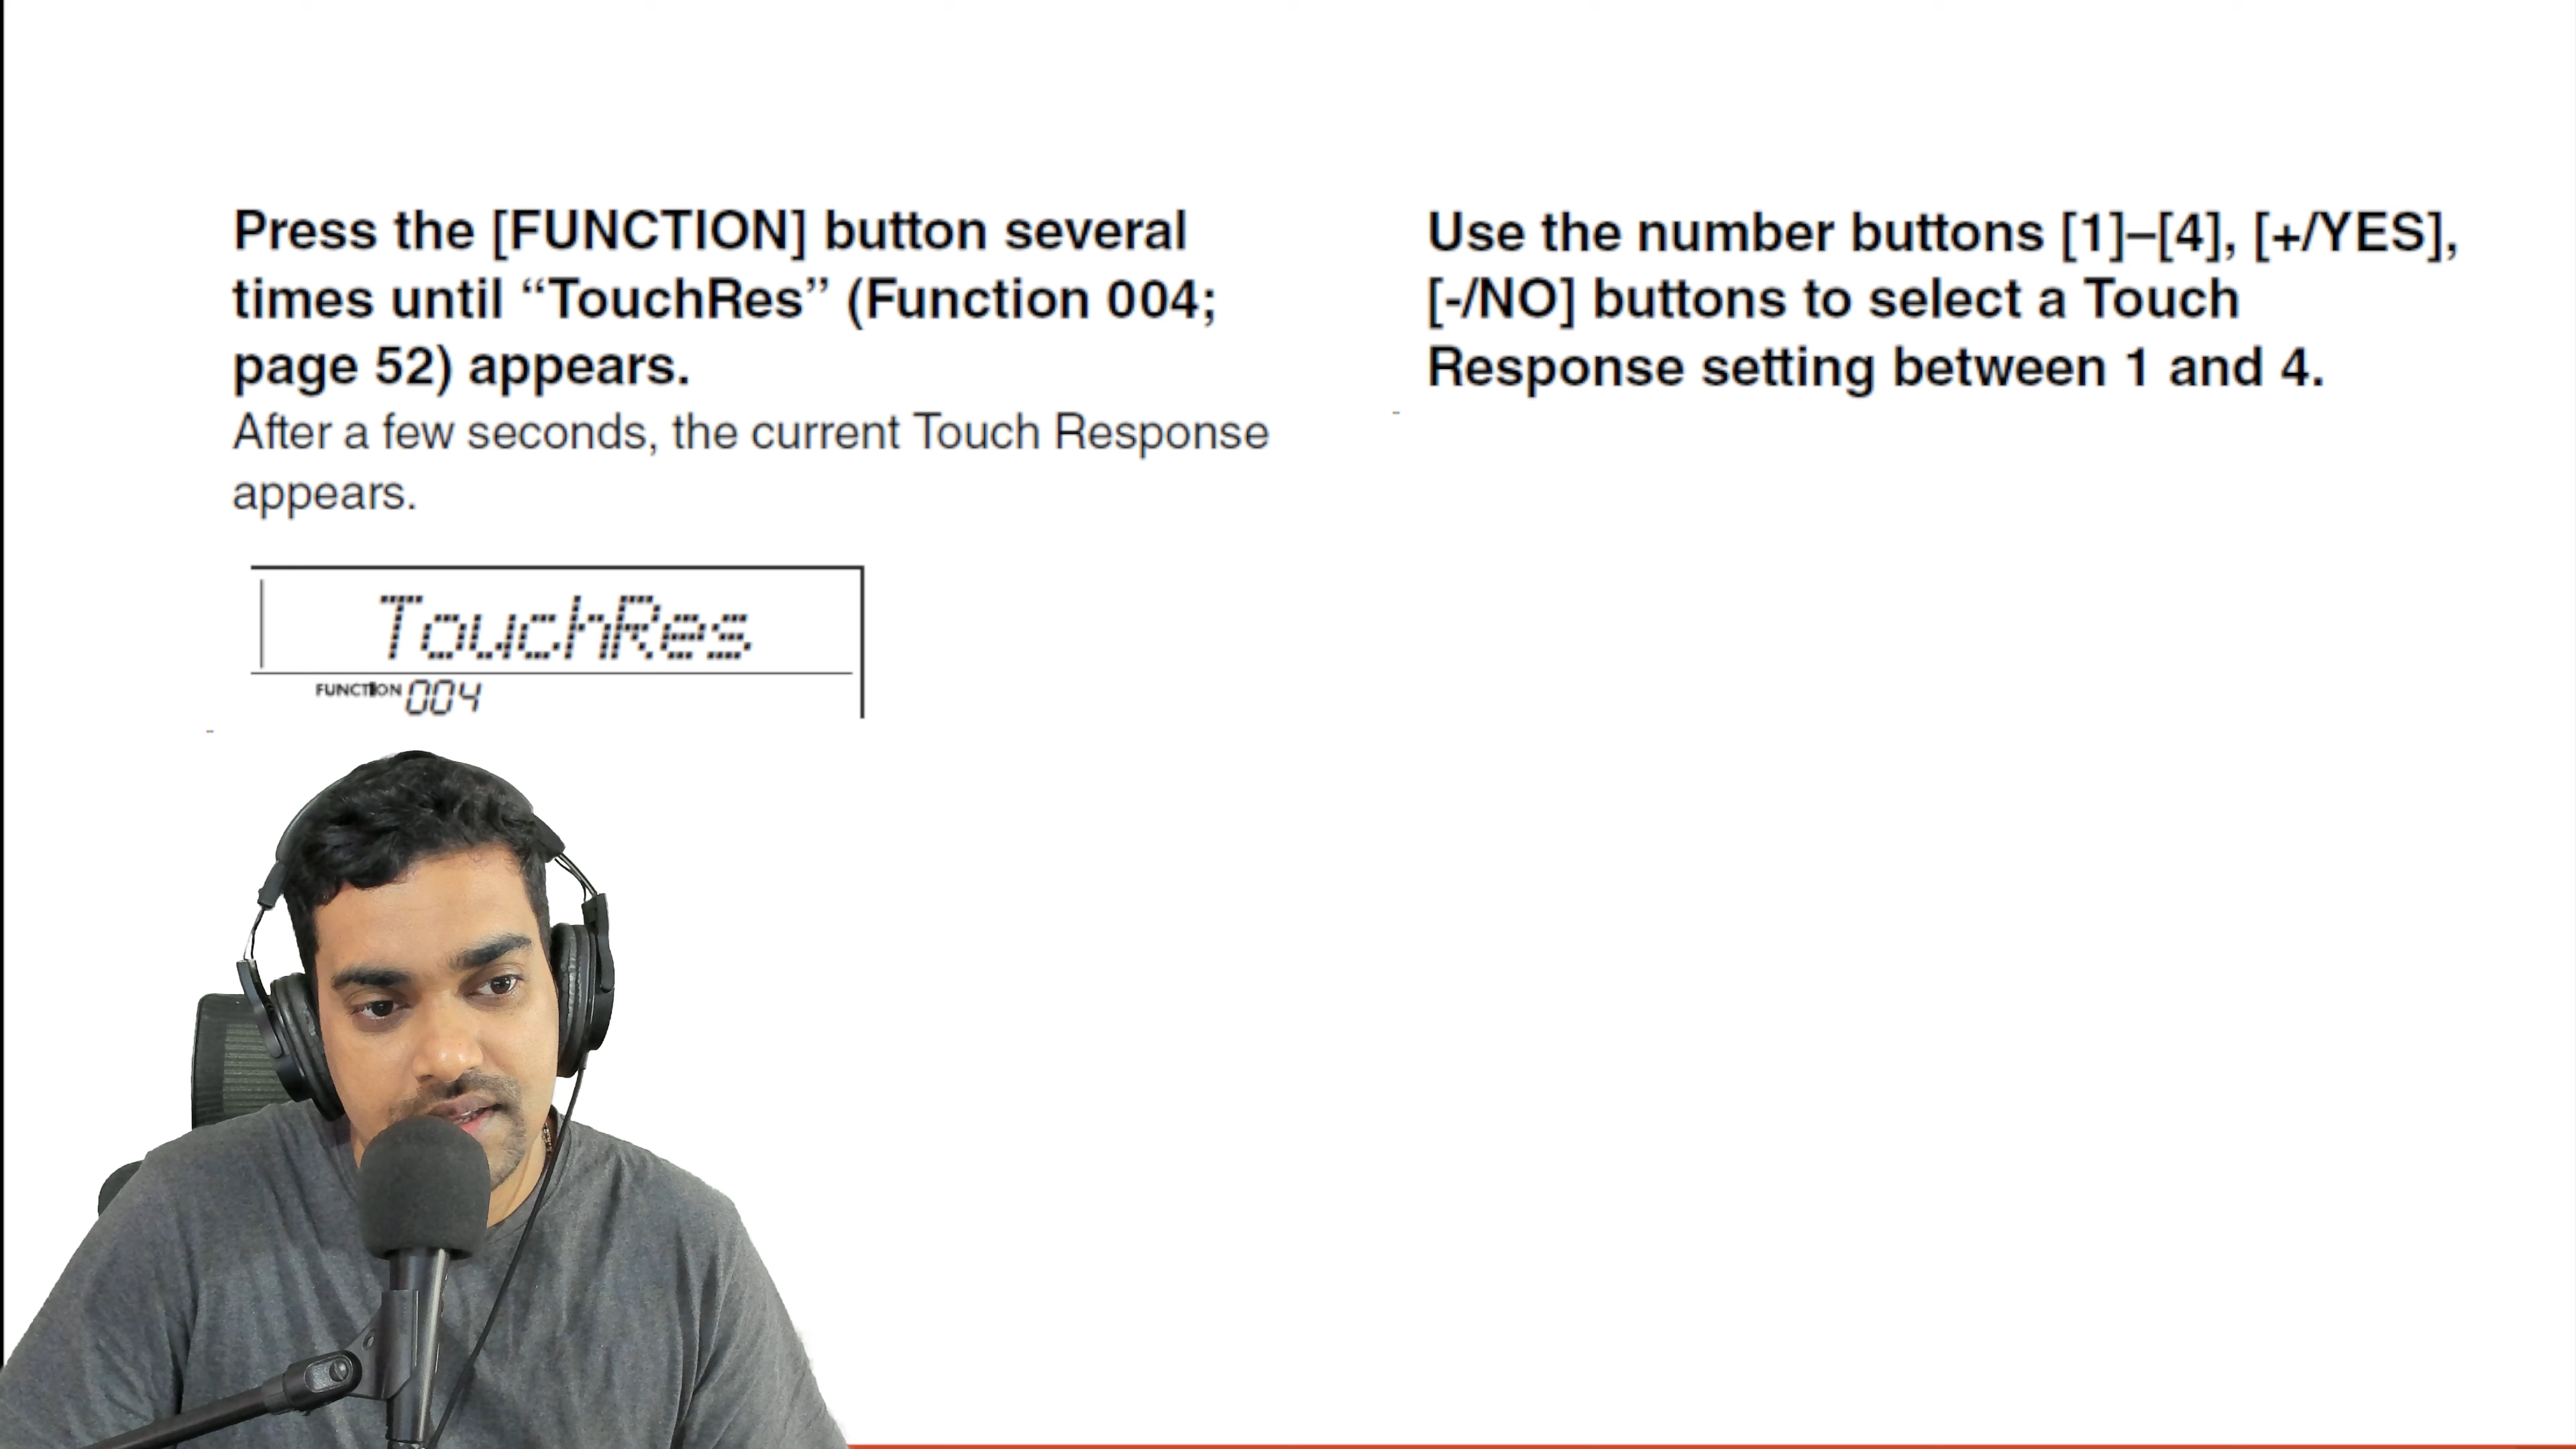 Press the [FUNCTION] button several
times until “TouchRes” (Function 004;
page 52) appears.
After a few seconds, the current Touch Response
appears.
TouchRes
FUNCTION 004
Use the number buttons [1]–[4], [+/YES],
[-/NO] buttons to select a Touch
Response setting between 1 and 4.